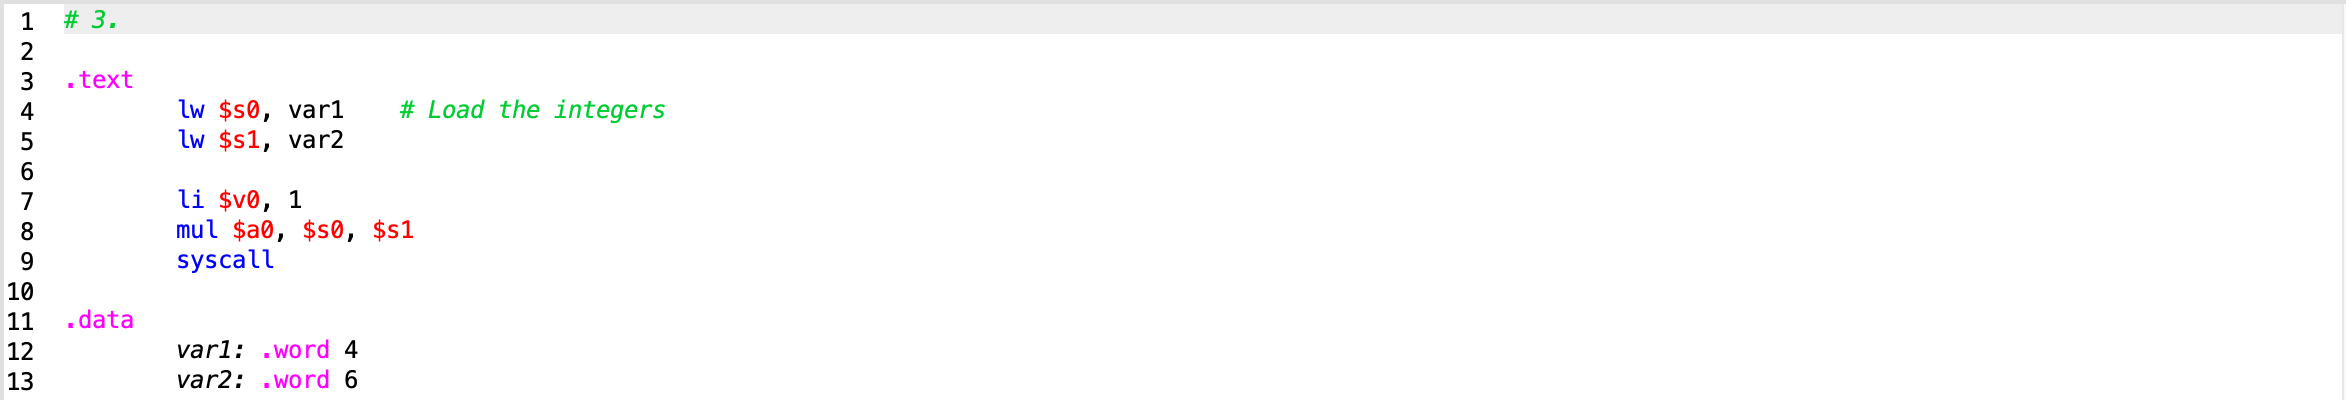 1 # 3.
2
3 .text
4 lw $s0, var1 # Load the integers
5 lw $s1, var2
6
7 li $v0, 1
8 mul $a0, $s0, $s1
9 syscall
10
11 .data
12 var1: .word 4
13 var2: .word 6